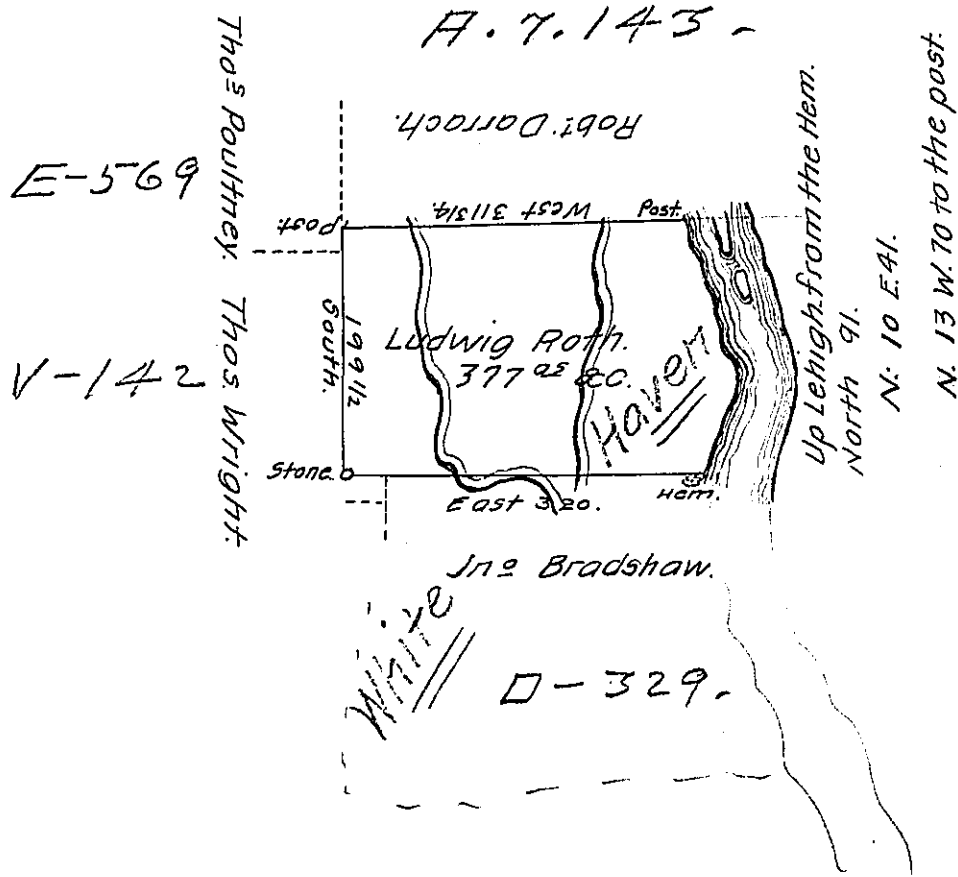 A.7.143.
Robt. Darrach.
Thos Poultney.
E-569
Post.
West 311 3/4.
Post.
South.
199 1/2
Ludwig Roth.
377 as &c.
Haven
Thos Wright.
V-142
Stone.
East 320.
Hem.
Up Lehigh from the Hem.
North 91.
N. 10 E 41.
N. 13 W. 70 to the post.
Jno Bradshaw.
White
D-329.